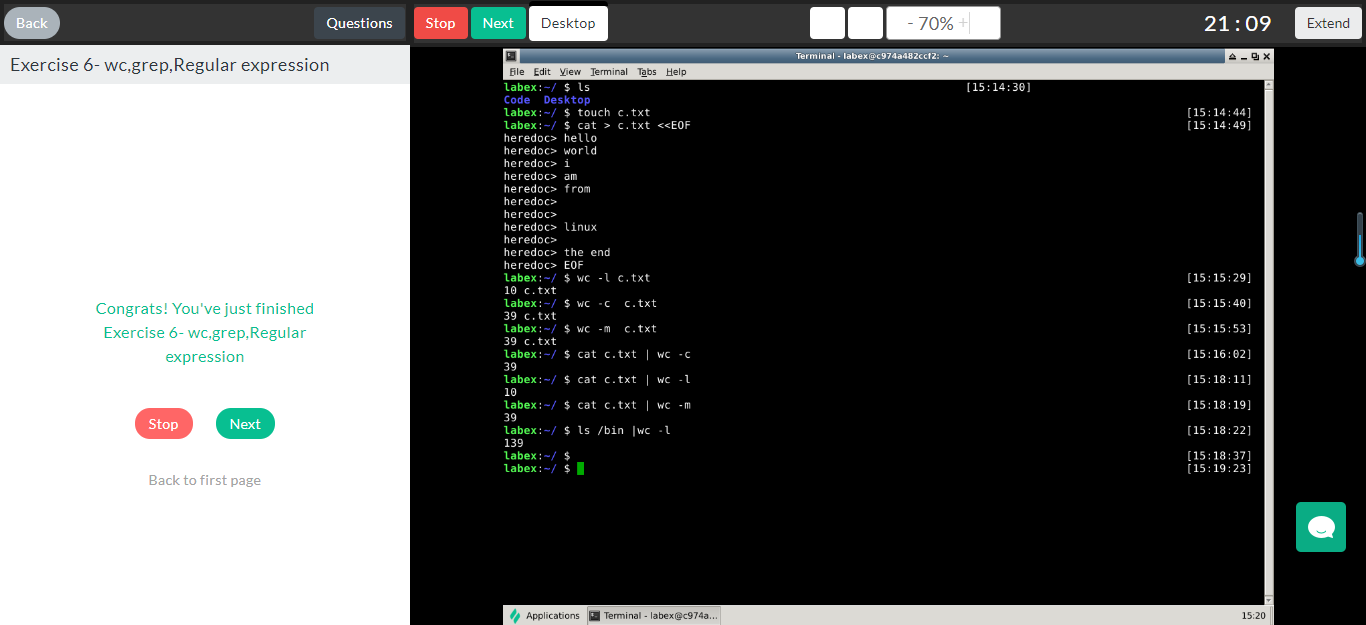 Back Questions Stop Next Desktop - 70% + 21 : 09 Extend
Exercise 6- wc,grep,Regular expression
Congrats! You've just finished
Exercise 6- wc,grep,Regular
expression
Stop Next
Back to first page
Terminal - labex@c974a482ccf2: ~
File Edit View Terminal Tabs Help
labex:~/ $ ls [15:14:30]
Code Desktop
labex:~/ $ touch c.txt [15:14:44]
labex:~/ $ cat > c.txt <<EOF [15:14:49]
heredoc> hello
heredoc> world
heredoc> i
heredoc> am
heredoc> from
heredoc>
heredoc>
heredoc> linux
heredoc>
heredoc> the end
heredoc> EOF
labex:~/ $ wc -l c.txt [15:15:29]
10 c.txt
labex:~/ $ wc -c  c.txt [15:15:40]
39 c.txt
labex:~/ $ wc -m  c.txt [15:15:53]
39 c.txt
labex:~/ $ cat c.txt | wc -c [15:16:02]
39
labex:~/ $ cat c.txt | wc -l [15:18:11]
10
labex:~/ $ cat c.txt | wc -m [15:18:19]
39
labex:~/ $ ls /bin |wc -l [15:18:22]
139
labex:~/ $ [15:18:37]
labex:~/ $ [15:19:23]
Applications Terminal - labex@c974a... 15:20